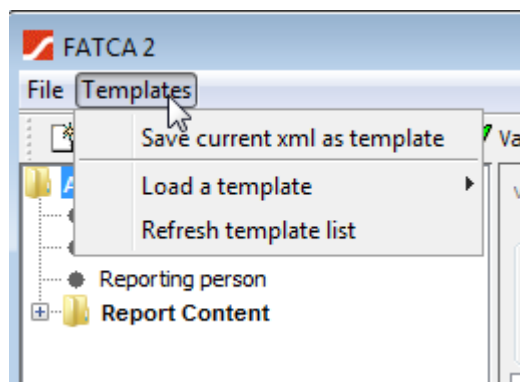 FATCA 2
File Templates
Save current xml as template
Load a template
Refresh template list
Reporting person
Report Content